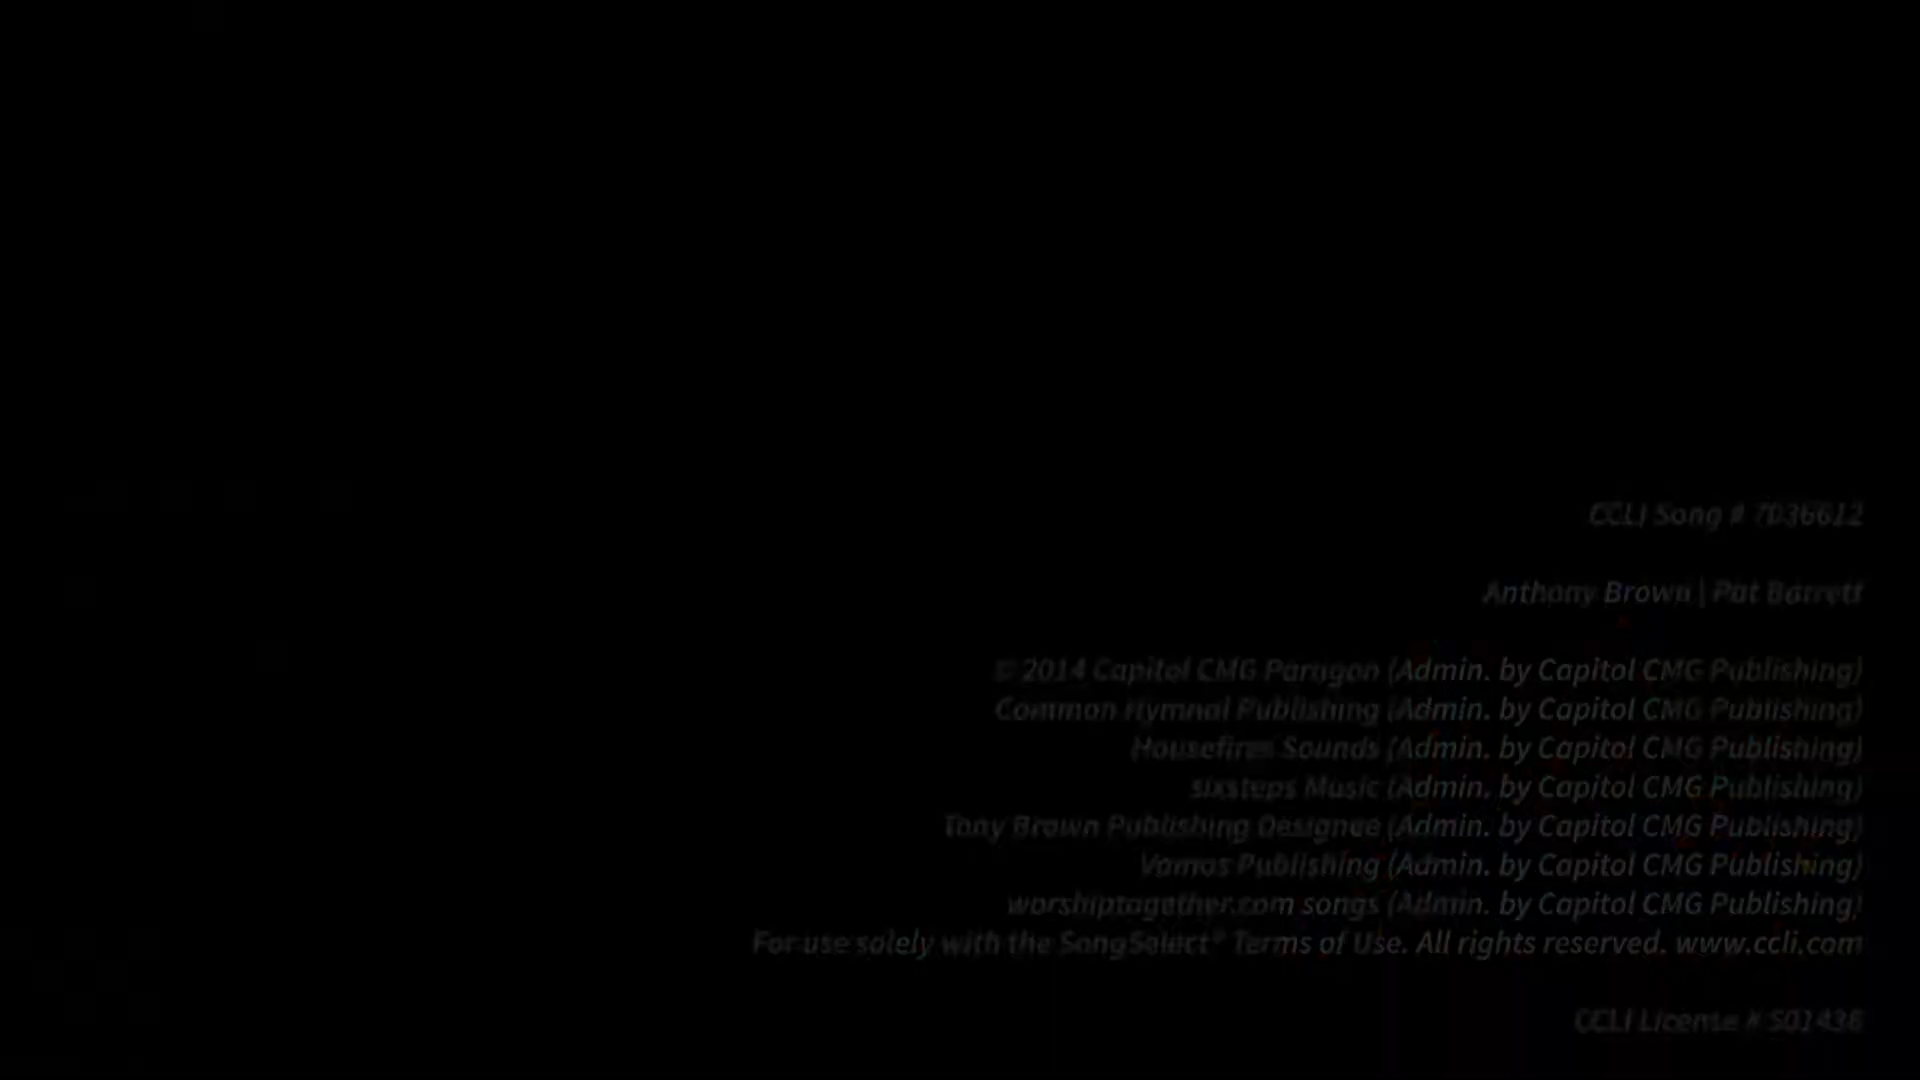 CCLI Song # 7036612
Anthony Brown | Pat Barrett
© 2014 Capitol CMG Paragon (Admin. by Capitol CMG Publishing)
Common Hymnal Publishing (Admin. by Capitol CMG Publishing)
Housefires Sounds (Admin. by Capitol CMG Publishing)
sixsteps Music (Admin. by Capitol CMG Publishing)
Tony Brown Publishing Designee (Admin. by Capitol CMG Publishing)
Vamos Publishing (Admin. by Capitol CMG Publishing)
worshiptogether.com songs (Admin. by Capitol CMG Publishing)
For use solely with the SongSelect® Terms of Use. All rights reserved. www.ccli.com
CCLI License #